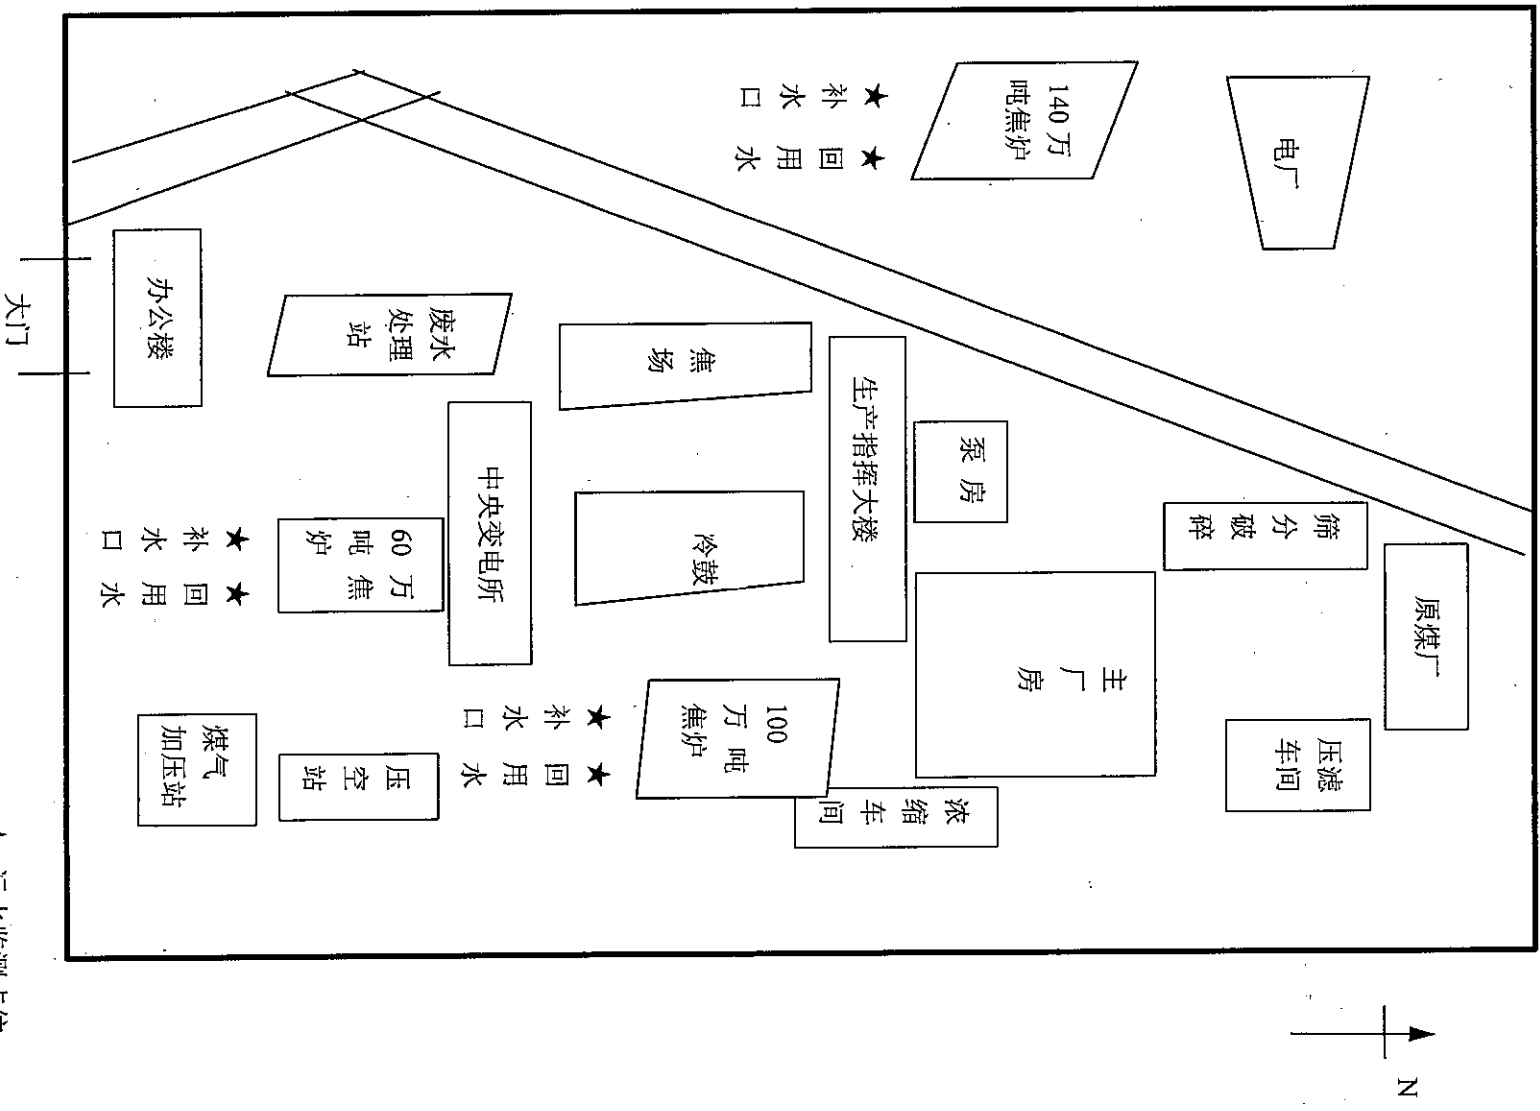 N
原煤厂
电厂
筛分破碎
压滤
车间
140万
吨焦炉
主厂房
泵房
浓缩车间
生产指挥大楼
★回用水
★补水口
100
万吨
焦炉
焦场
冷鼓
★回用水
★补水口
中央变电所
废水
处理
站
60万
吨焦
炉
压空站
★回用水
★补水口
煤气
加压站
办公楼
大门